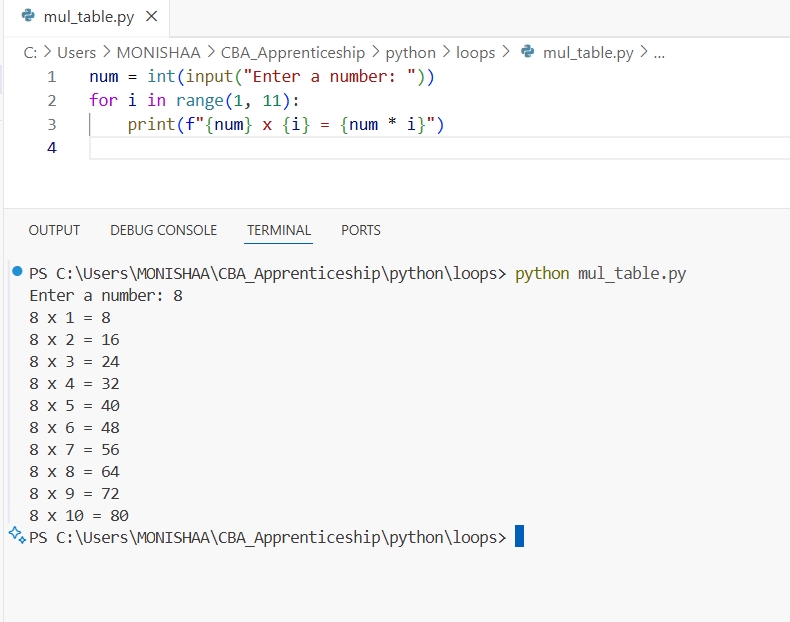 mul_table.py
C: > Users > MONISHAA > CBA_Apprenticeship > python > loops > mul_table.py > ...
1 num = int(input("Enter a number: "))
2 for i in range(1, 11):
3     print(f"{num} x {i} = {num * i}")
4
OUTPUT DEBUG CONSOLE TERMINAL PORTS
PS C:\Users\MONISHAA\CBA_Apprenticeship\python\loops> python mul_table.py
Enter a number: 8
8 x 1 = 8
8 x 2 = 16
8 x 3 = 24
8 x 4 = 32
8 x 5 = 40
8 x 6 = 48
8 x 7 = 56
8 x 8 = 64
8 x 9 = 72
8 x 10 = 80
PS C:\Users\MONISHAA\CBA_Apprenticeship\python\loops>